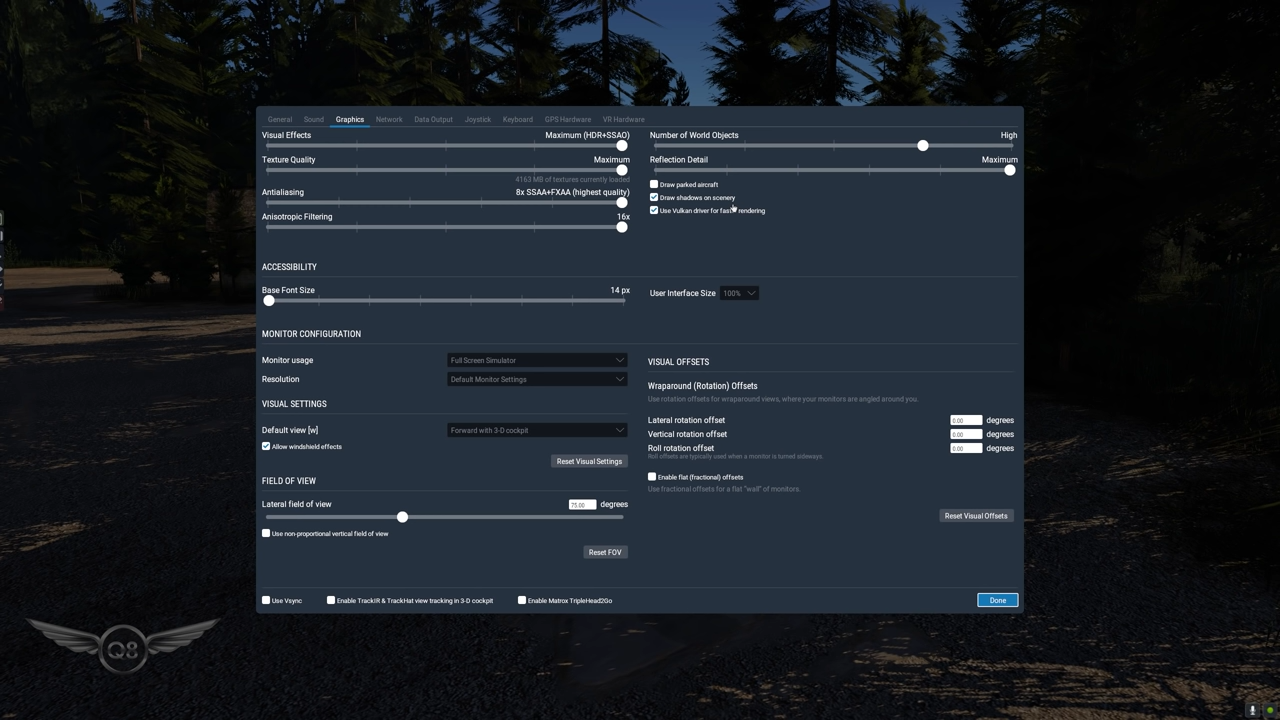 General Sound Graphics Network Data Output Joystick Keyboard GPS Hardware VR Hardware
Visual Effects Maximum (HDR+SSAO)
Texture Quality Maximum
4163 MB of textures currently loaded
Antialiasing 8x SSAA+FXAA (highest quality)
Anisotropic Filtering 16x
Number of World Objects High
Reflection Detail Maximum
Draw parked aircraft
Draw shadows on scenery
Use Vulkan driver for faster rendering
ACCESSIBILITY
Base Font Size 14 px
User Interface Size 100%
MONITOR CONFIGURATION
Monitor usage Full Screen Simulator
Resolution Default Monitor Settings
VISUAL SETTINGS
Default view [w] Forward with 3-D cockpit
Allow windshield effects
Reset Visual Settings
FIELD OF VIEW
Lateral field of view 75.00 degrees
Use non-proportional vertical field of view
Reset FOV
VISUAL OFFSETS
Wraparound (Rotation) Offsets
Use rotation offsets for wraparound views, where your monitors are angled around you.
Lateral rotation offset 0.00 degrees
Vertical rotation offset 0.00 degrees
Roll rotation offset 0.00 degrees
Roll offsets are typically used when a monitor is turned sideways.
Enable flat (fractional) offsets
Use fractional offsets for a flat "wall" of monitors.
Reset Visual Offsets
Use Vsync Enable TrackIR & TrackHat view tracking in 3-D cockpit Enable Matrox TripleHead2Go
Done
Q8